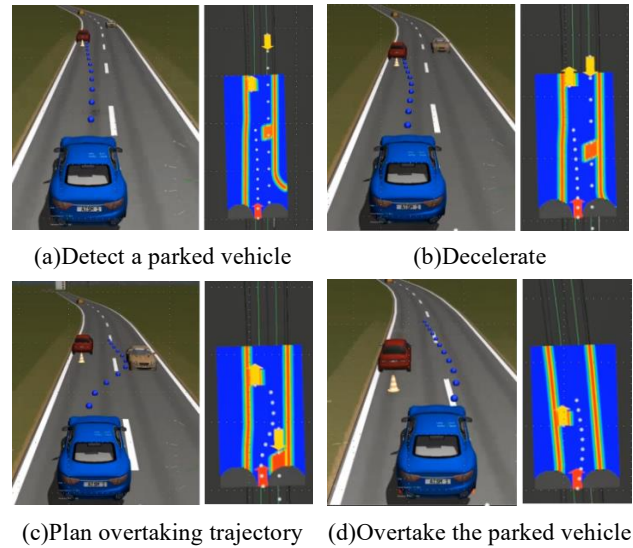 (a)Detect a parked vehicle
(b)Decelerate
(c)Plan overtaking trajectory
(d)Overtake the parked vehicle